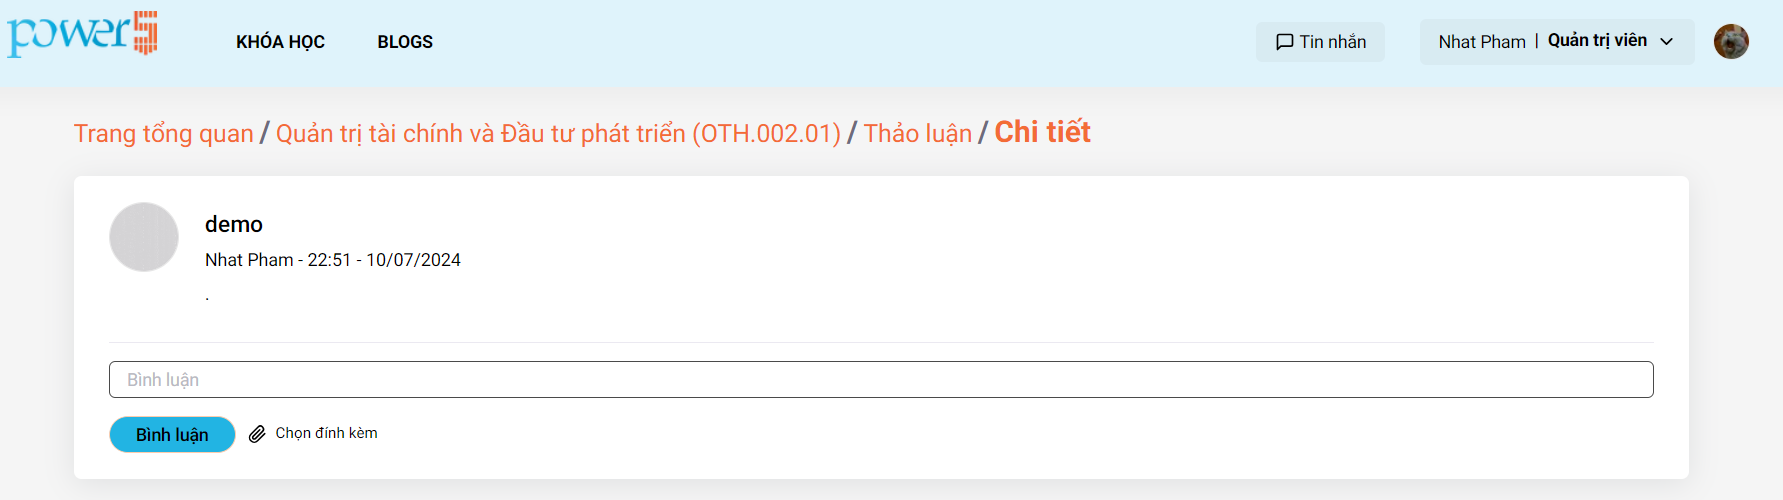 power5
KHÓA HỌC
BLOGS
Tin nhắn
Nhat Pham | Quản trị viên
Trang tổng quan / Quản trị tài chính và Đầu tư phát triển (OTH.002.01) / Thảo luận / Chi tiết
demo
Nhat Pham - 22:51 - 10/07/2024
.
Bình luận
Bình luận
Chọn đính kèm